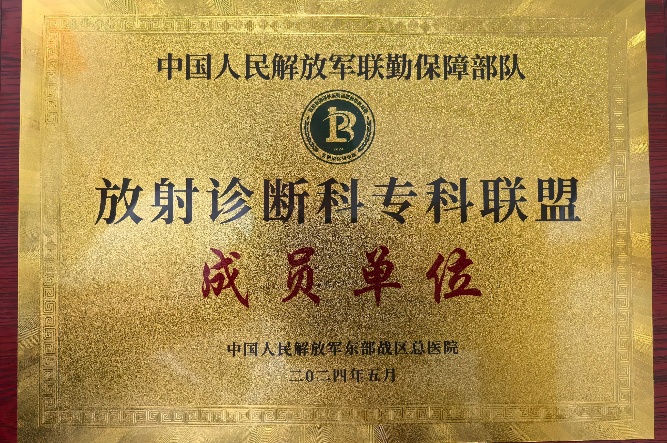 中国人民解放军联勤保障部队
放射诊断科专科联盟
成员单位
中国人民解放军东部战区总医院
二〇二四年五月